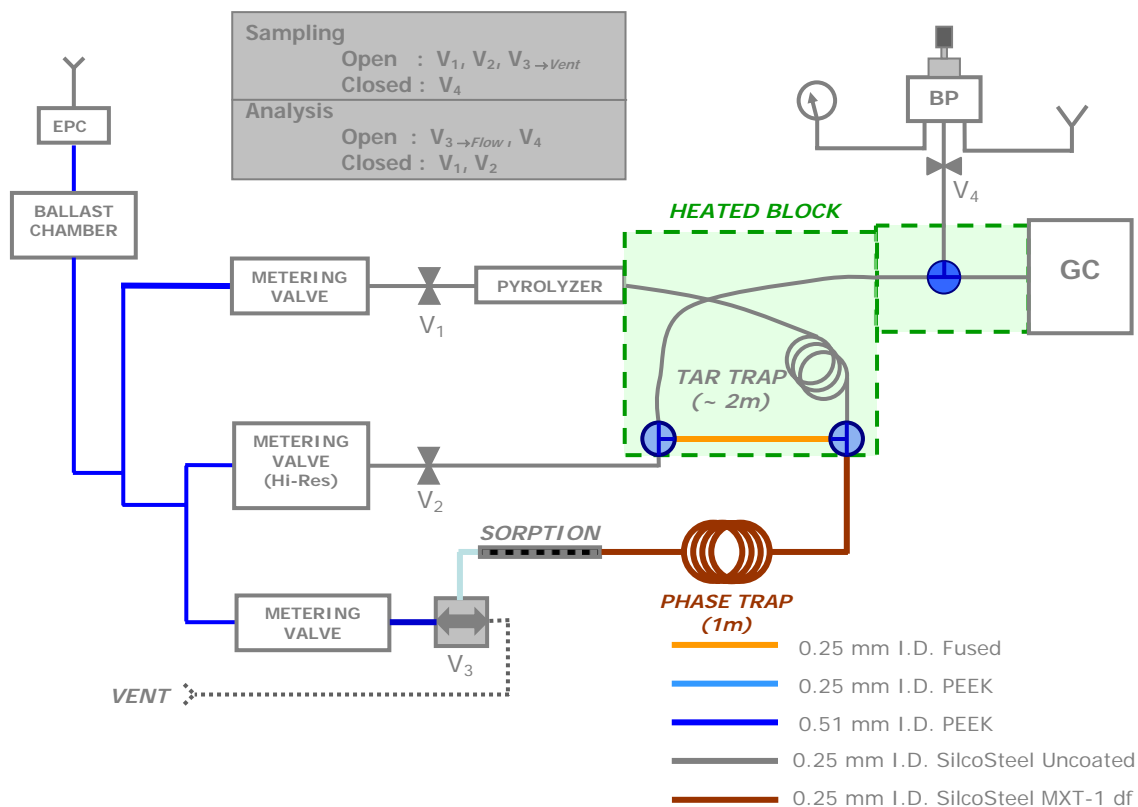 Sampling
Open : V1, V2, V3→Vent
Closed : V4
Analysis
Open : V3→Flow, V4
Closed : V1, V2
EPC
BALLAST
CHAMBER
METERING
VALVE
V1
PYROLYZER
HEATED BLOCK
BP
V4
GC
TAR TRAP
(~ 2m)
METERING
VALVE
(Hi-Res)
V2
SORPTION
PHASE TRAP
(1m)
METERING
VALVE
V3
VENT
0.25 mm I.D. Fused
0.25 mm I.D. PEEK
0.51 mm I.D. PEEK
0.25 mm I.D. SilcoSteel Uncoated
0.25 mm I.D. SilcoSteel MXT-1 df